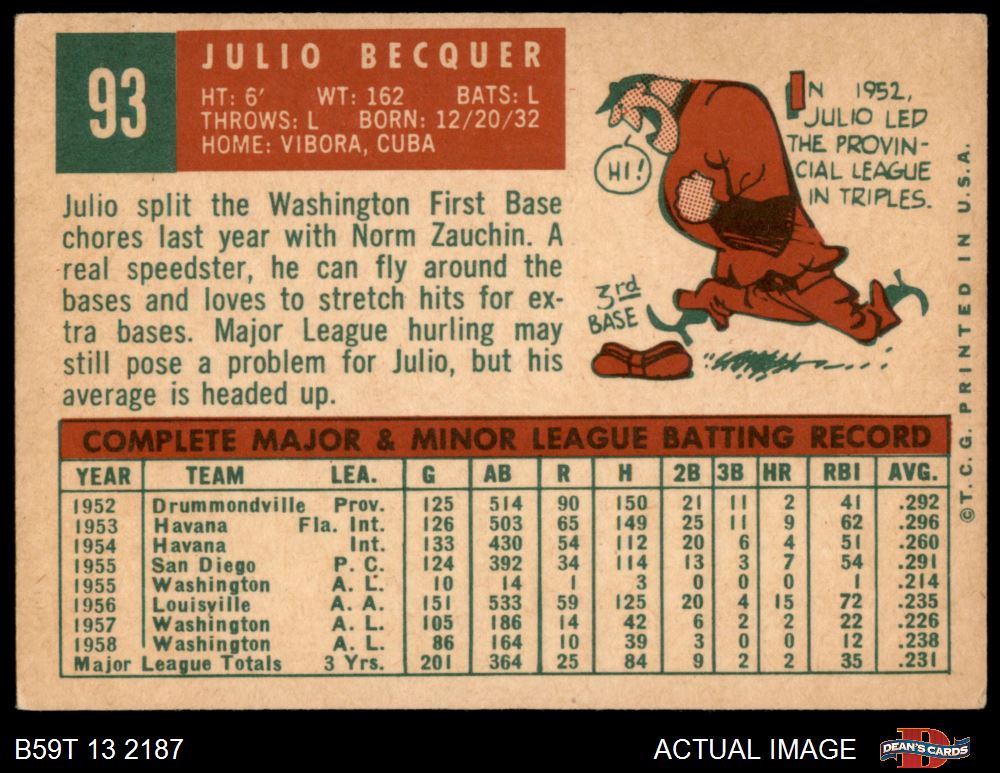 93
JULIO BECQUER
HT: 6' WT: 162 BATS: L
THROWS: L BORN: 12/20/32
HOME: VIBORA, CUBA
Julio split the Washington First Base
chores last year with Norm Zauchin. A
real speedster, he can fly around the
bases and loves to stretch hits for ex-
tra bases. Major League hurling may
still pose a problem for Julio, but his
average is headed up.
HI!
3rd
BASE
IN 1952,
JULIO LED
THE PROVIN-
CIAL LEAGUE
IN TRIPLES.
©T.C.G. PRINTED IN U.S.A.
COMPLETE MAJOR & MINOR LEAGUE BATTING RECORD
YEAR TEAM LEA. G AB R H 2B 3B HR RBI AVG.
1952 Drummondville Prov. 125 514 90 150 21 11 2 41 .292
1953 Havana Fla. Int. 126 503 65 149 25 11 9 62 .296
1954 Havana Int. 133 430 54 112 20 6 4 51 .260
1955 San Diego P. C. 124 392 34 114 13 3 7 54 .291
1955 Washington A. L. 10 14 1 3 0 0 0 1 .214
1956 Louisville A. A. 151 533 59 125 20 4 15 72 .235
1957 Washington A. L. 105 186 14 42 6 2 2 22 .226
1958 Washington A. L. 86 164 10 39 3 0 0 12 .238
Major League Totals 3 Yrs. 201 364 25 84 9 2 2 35 .231
B59T 13 2187
ACTUAL IMAGE
DEAN'S CARDS